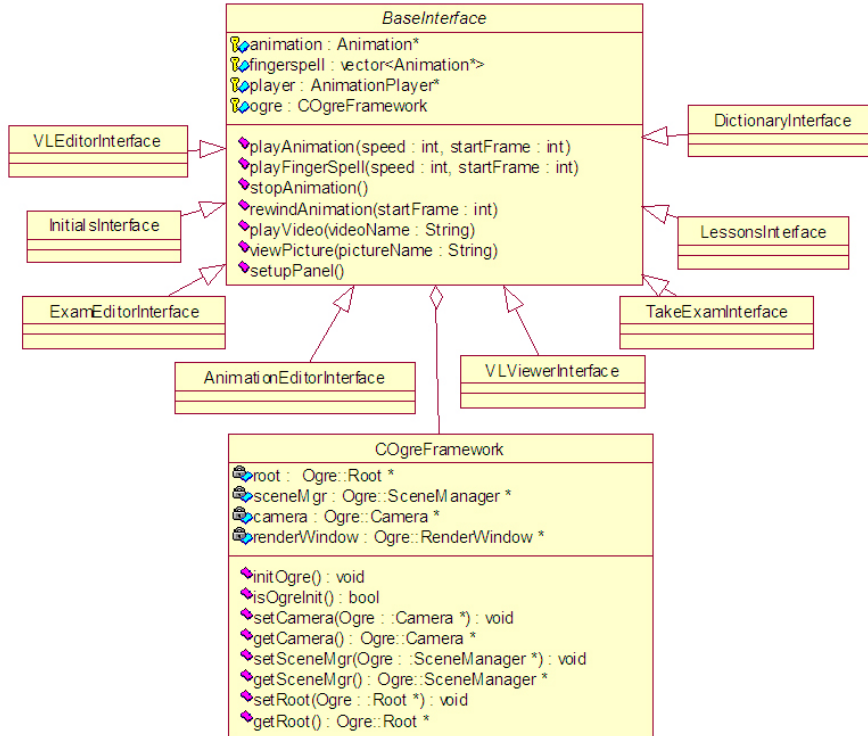 BaseInterface
animation : Animation*
fingerspell : vector<Animation*>
player : AnimationPlayer*
ogre : COgreFramework
playAnimation(speed : int, startFrame : int)
playFingerSpell(speed : int, startFrame : int)
stopAnimation()
rewindAnimation(startFrame : int)
playVideo(videoName : String)
viewPicture(pictureName : String)
setupPanel()
VLEditorInterface
DictionaryInterface
InitialsInterface
LessonsInterface
ExamEditorInterface
TakeExamInterface
AnimationEditorInterface
VLViewerInterface
COgreFramework
root : Ogre::Root *
sceneMgr : Ogre::SceneManager *
camera : Ogre::Camera *
renderWindow : Ogre::RenderWindow *
initOgre() : void
isOgreInit() : bool
setCamera(Ogre : :Camera *) : void
getCamera() : Ogre::Camera *
setSceneMgr(Ogre : :SceneManager *) : void
getSceneMgr() : Ogre::SceneManager *
setRoot(Ogre : :Root *) : void
getRoot() : Ogre::Root *